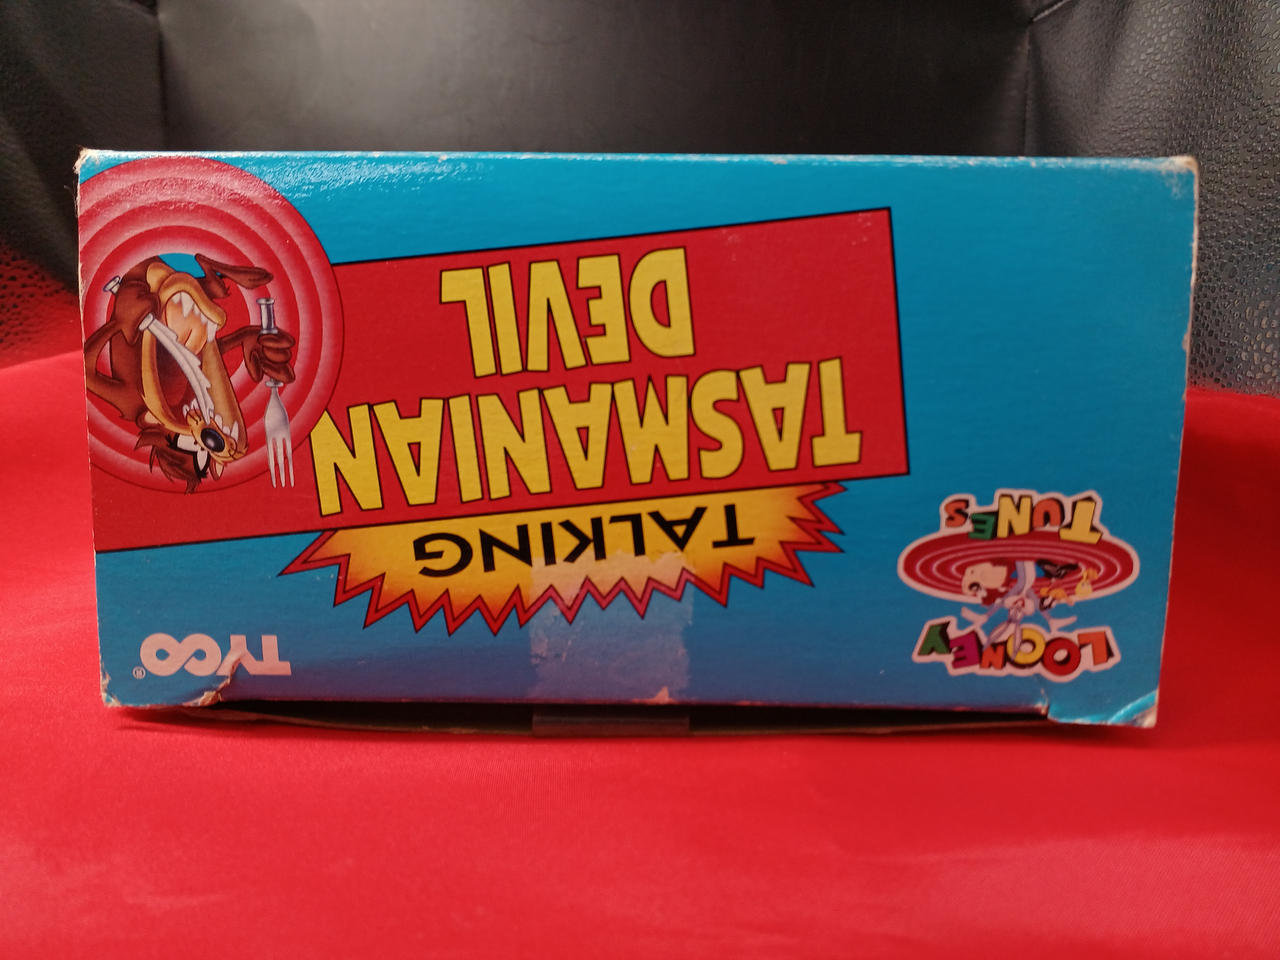 LOONEY
TUNES
TYCO®
TALKING
TASMANIAN
DEVIL